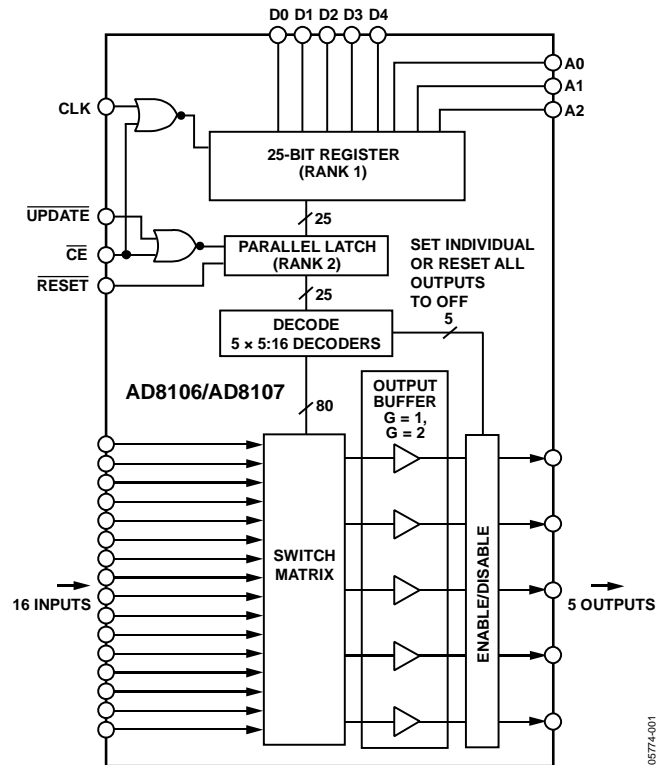 D0 D1 D2 D3 D4
A0
A1
A2
CLK
25-BIT REGISTER
(RANK 1)
25
UPDATE
CE
RESET
PARALLEL LATCH
(RANK 2)
25
SET INDIVIDUAL
OR RESET ALL
OUTPUTS
TO OFF
5
DECODE
5 × 5:16 DECODERS
AD8106/AD8107
80
OUTPUT
BUFFER
G = 1,
G = 2
SWITCH
MATRIX
ENABLE/DISABLE
16 INPUTS
5 OUTPUTS
05774-001